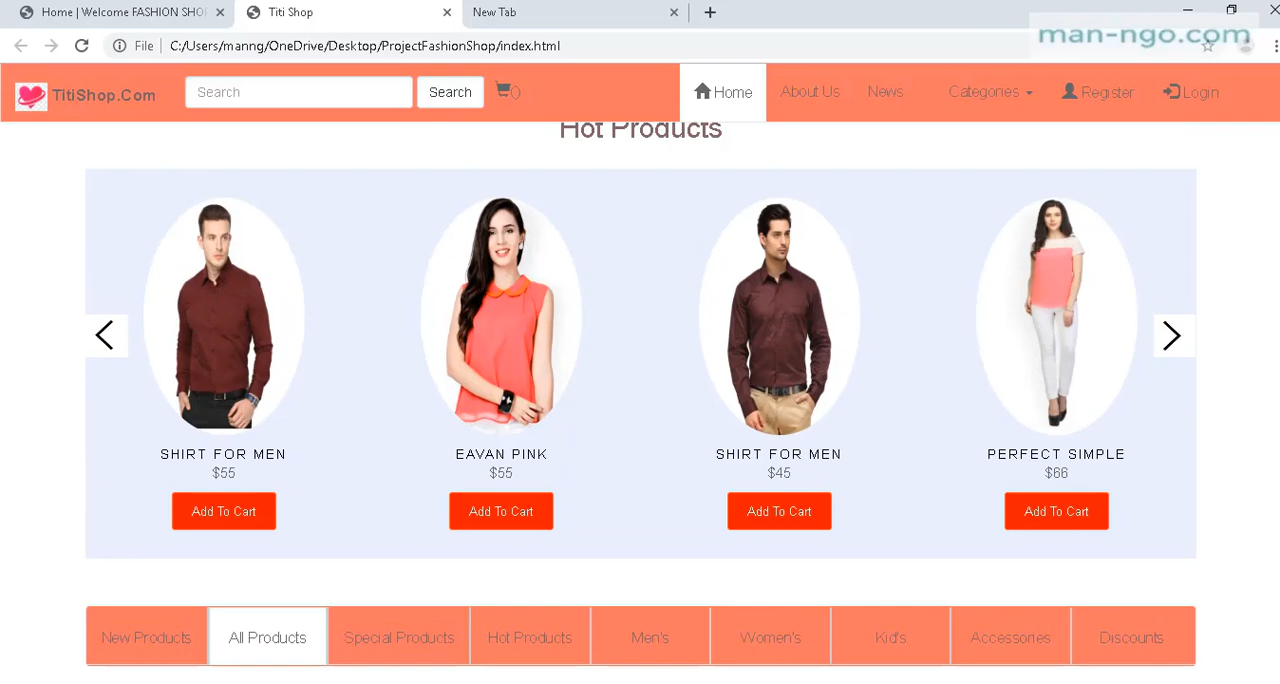 Home | Welcome FASHION SHOP
Titi Shop
New Tab
File C:/Users/manng/OneDrive/Desktop/ProjectFashionShop/index.html
man-ngo.com
TitiShop.Com
Search
Search
0
Home
About Us
News
Categories
Register
Login
Hot Products
SHIRT FOR MEN
$55
Add To Cart
EAVAN PINK
$55
Add To Cart
SHIRT FOR MEN
$45
Add To Cart
PERFECT SIMPLE
$66
Add To Cart
New Products
All Products
Special Products
Hot Products
Men's
Women's
Kid's
Accessories
Discounts